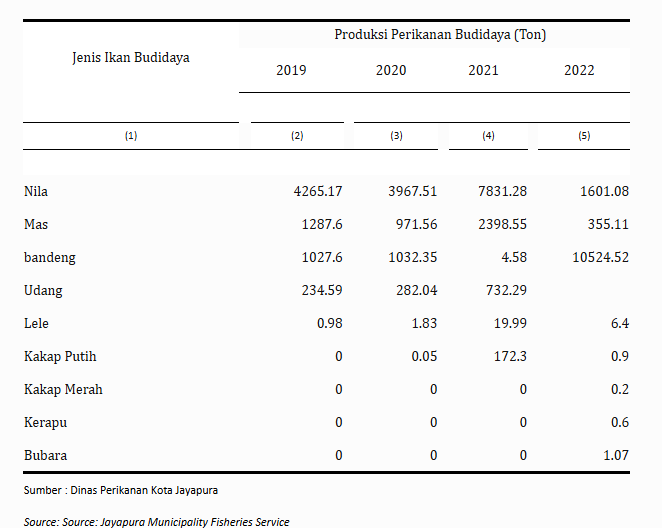 Jenis Ikan Budidaya
Produksi Perikanan Budidaya (Ton)
2019 2020 2021 2022
(1) (2) (3) (4) (5)
Nila 4265.17 3967.51 7831.28 1601.08
Mas 1287.6 971.56 2398.55 355.11
bandeng 1027.6 1032.35 4.58 10524.52
Udang 234.59 282.04 732.29
Lele 0.98 1.83 19.99 6.4
Kakap Putih 0 0.05 172.3 0.9
Kakap Merah 0 0 0 0.2
Kerapu 0 0 0 0.6
Bubara 0 0 0 1.07
Sumber : Dinas Perikanan Kota Jayapura
Source: Source: Jayapura Municipality Fisheries Service